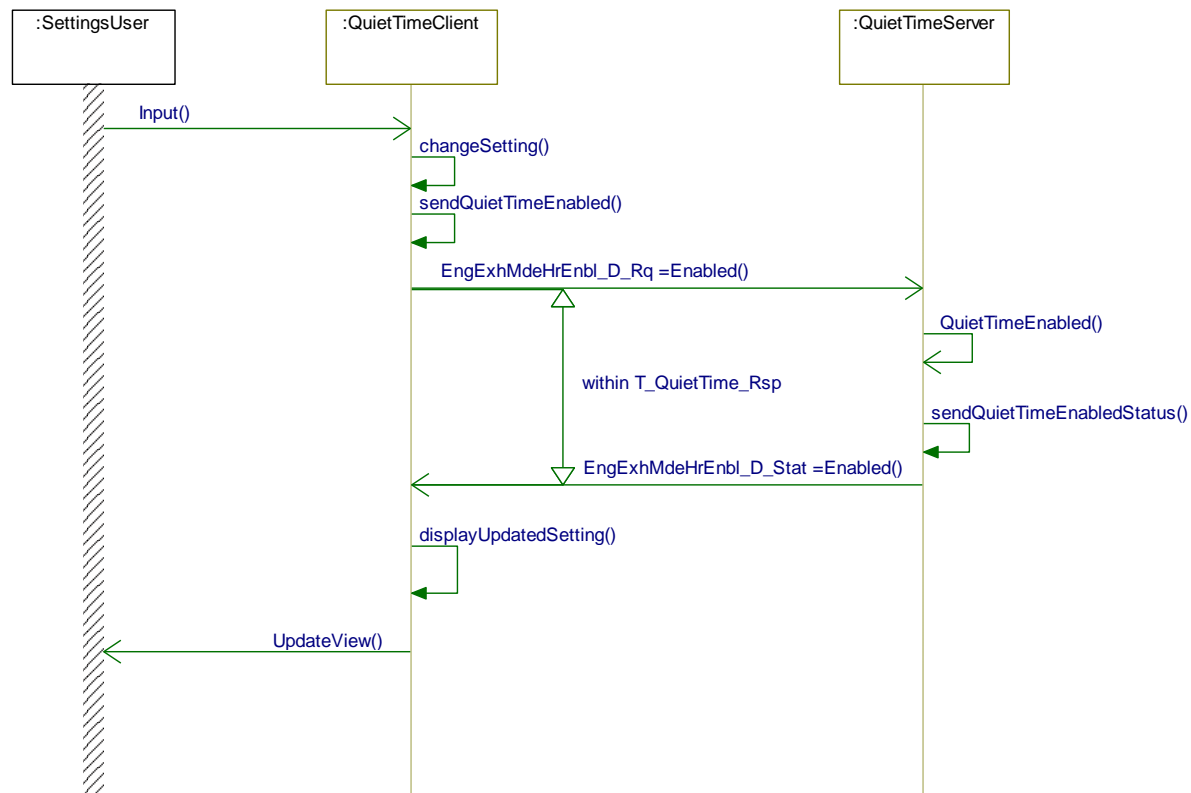 :SettingsUser
:QuietTimeClient
:QuietTimeServer
Input()
changeSetting()
sendQuietTimeEnabled()
EngExhMdeHrEnbl_D_Rq =Enabled()
QuietTimeEnabled()
within T_QuietTime_Rsp
sendQuietTimeEnabledStatus()
EngExhMdeHrEnbl_D_Stat =Enabled()
displayUpdatedSetting()
UpdateView()